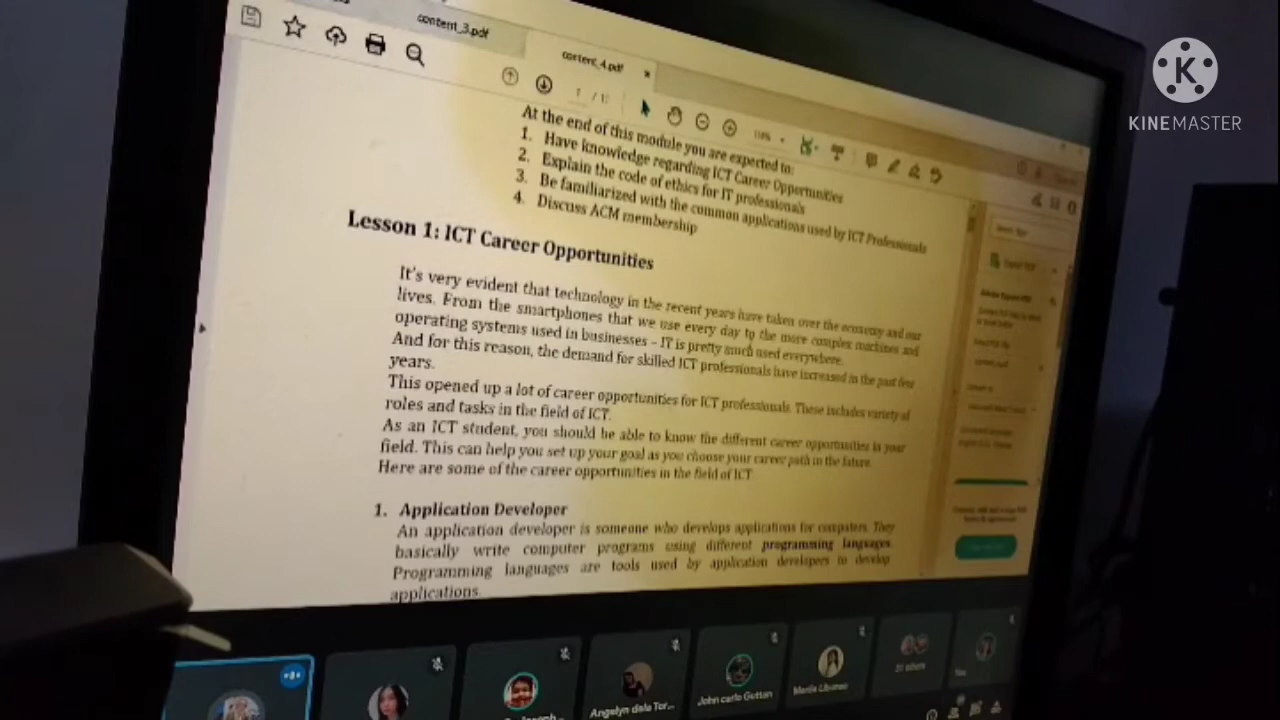 content_3.pdf
content_4.pdf
At the end of this module you are expected to:
1. Have knowledge regarding ICT Career Opportunities
2. Explain the code of ethics for IT professionals
3. Be familiarized with the common applications used by ICT Professionals
4. Discuss ACM membership
Lesson 1: ICT Career Opportunities
It's very evident that technology in the recent years have taken over the economy and our
lives. From the smartphones that we use every day to the more complex machines and
operating systems used in businesses – IT is pretty much used everywhere.
And for this reason, the demand for skilled ICT professionals have increased in the past few
years.
This opened up a lot of career opportunities for ICT professionals. These includes variety of
roles and tasks in the field of ICT.
As an ICT student, you should be able to know the different career opportunities in your
field. This can help you set up your goal as you choose your career path in the future.
Here are some of the career opportunities in the field of ICT
1. Application Developer
An application developer is someone who develops applications for computers. They
basically write computer programs using different programming languages.
Programming languages are tools used by application developers to develop
applications.
Angelyn dela Tor...
John carlo Guttan
21 others
You
K
KINEMASTER